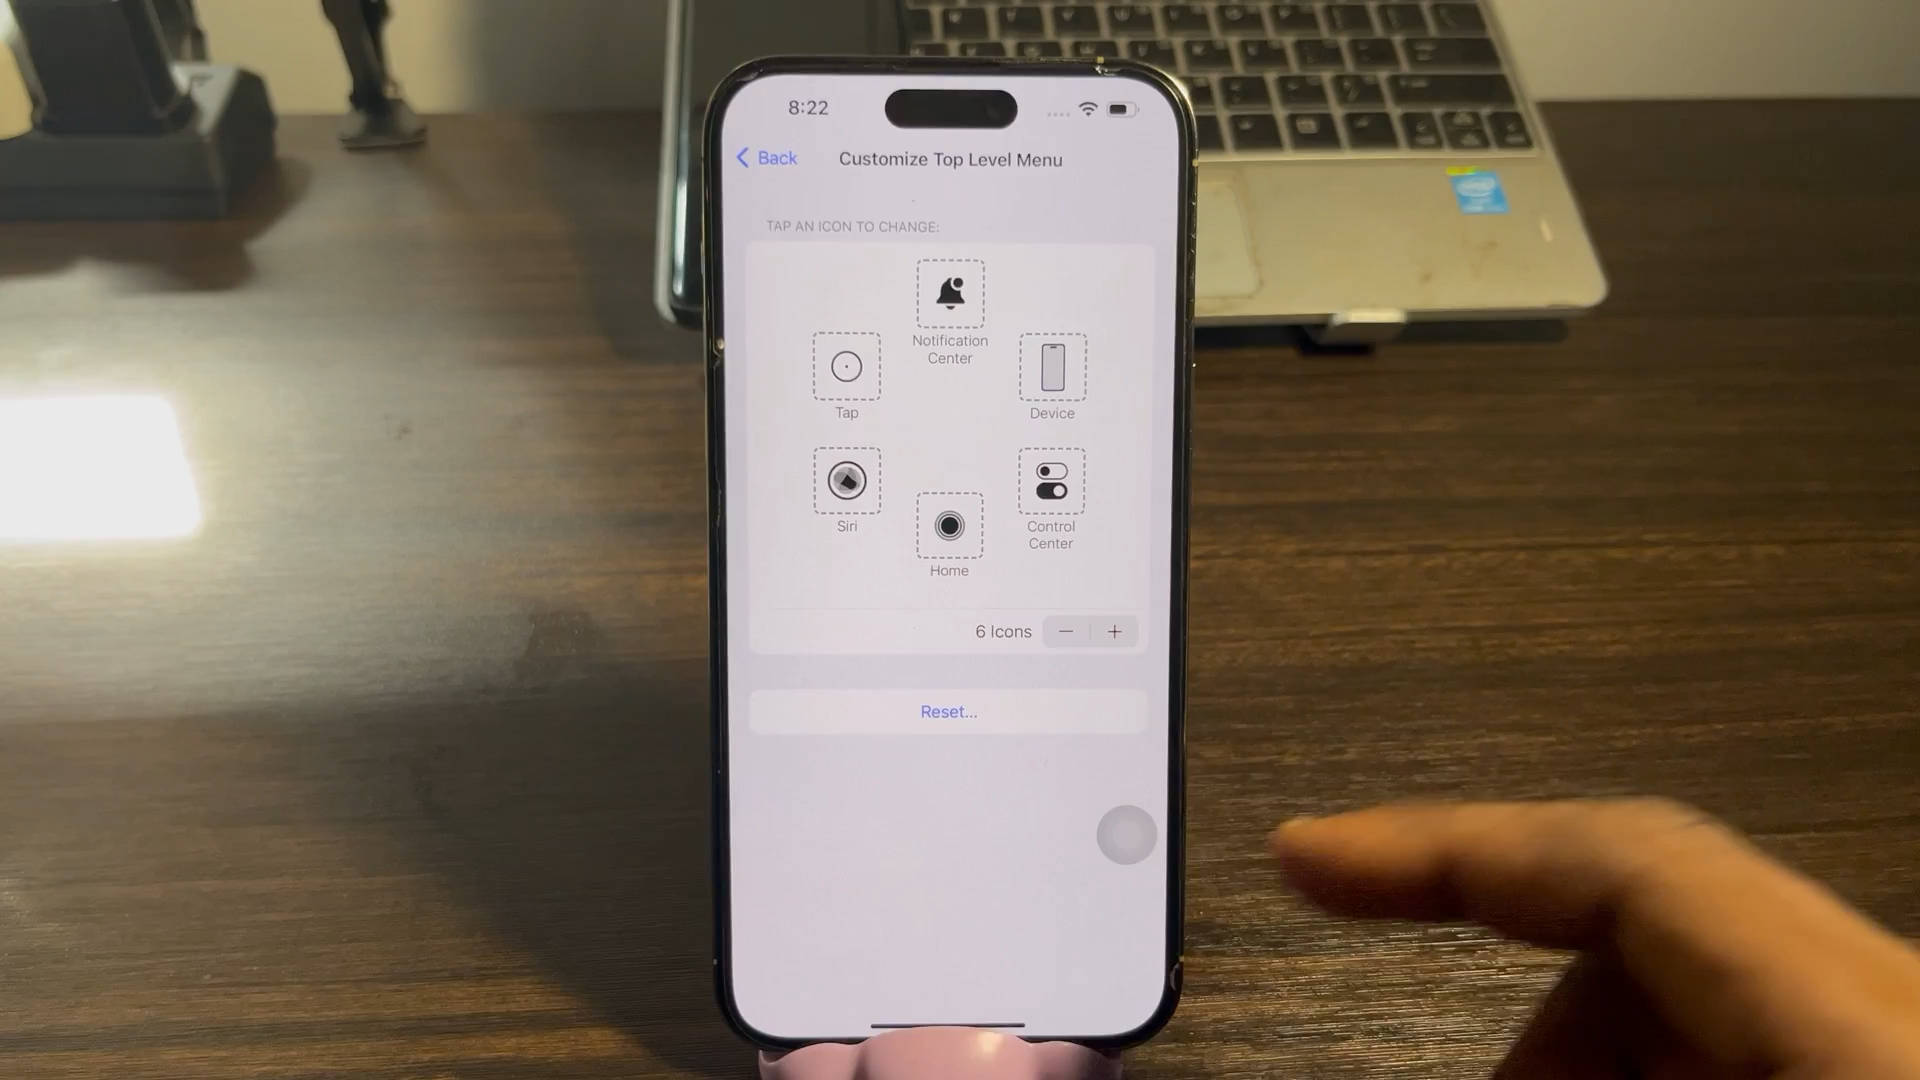 8:22
Back
Customize Top Level Menu
TAP AN ICON TO CHANGE:
Notification
Center
Tap
Device
Siri
Control
Center
Home
6 Icons
Reset...